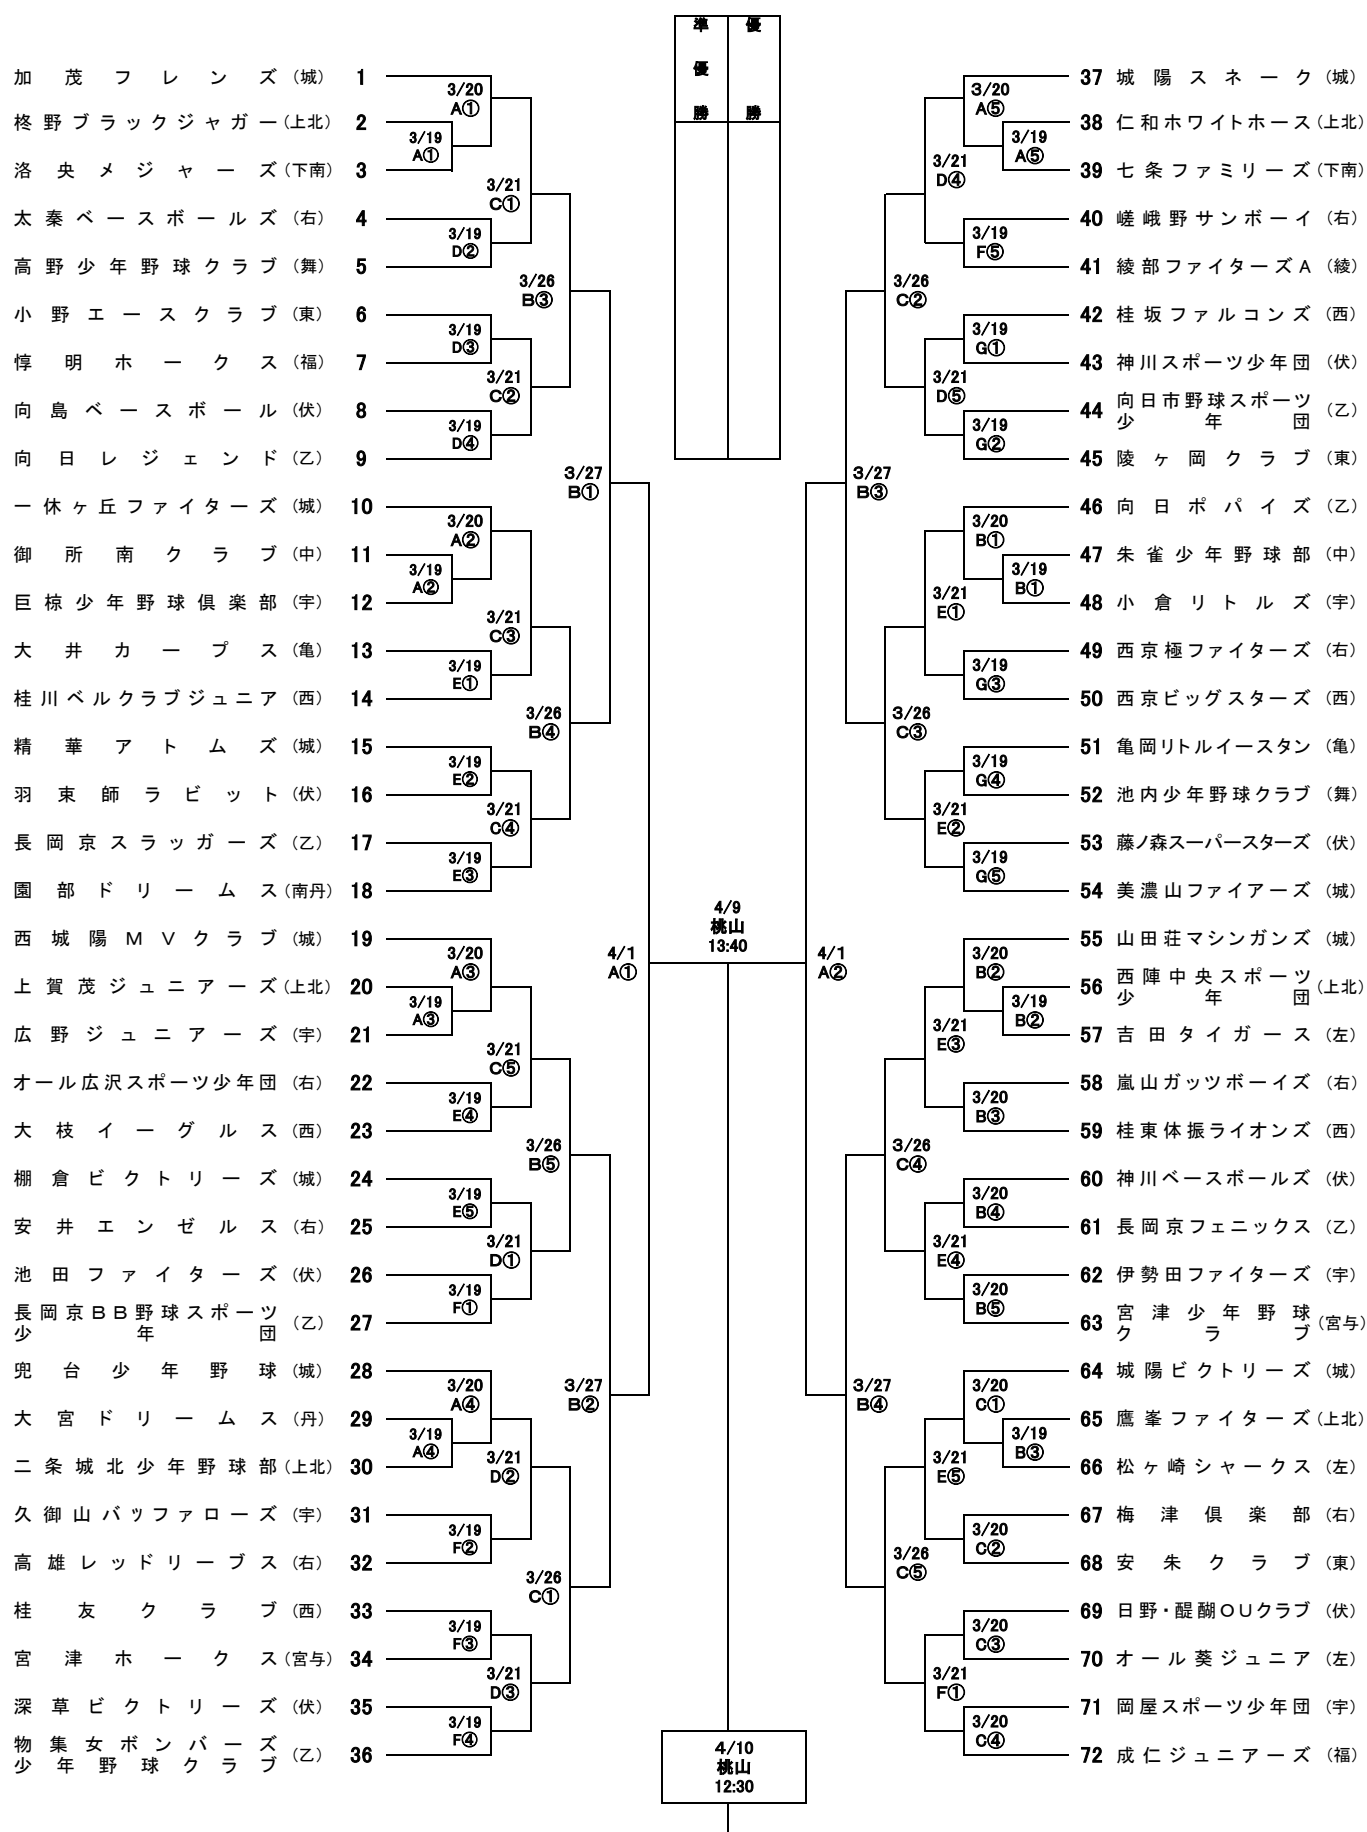 準優勝
優勝
加茂フレンズ (城) 1
柊野ブラックジャガー (上北) 2
洛央メジャーズ (下南) 3
太秦ベースボールズ (右) 4
高野少年野球クラブ (舞) 5
小野エースクラブ (東) 6
惇明ホークス (福) 7
向島ベースボール (伏) 8
向日レジェンド (乙) 9
一休ヶ丘ファイターズ (城) 10
御所南クラブ (中) 11
巨椋少年野球倶楽部 (宇) 12
大井カープス (亀) 13
桂川ベルクラブジュニア (西) 14
精華アトムズ (城) 15
羽束師ラビット (伏) 16
長岡京スラッガーズ (乙) 17
園部ドリームス (南丹) 18
西城陽MVクラブ (城) 19
上賀茂ジュニアーズ (上北) 20
広野ジュニアーズ (宇) 21
オール広沢スポーツ少年団 (右) 22
大枝イーグルス (西) 23
棚倉ビクトリーズ (城) 24
安井エンゼルス (右) 25
池田ファイターズ (伏) 26
長岡京BB野球スポーツ
少年団 (乙) 27
兜台少年野球 (城) 28
大宮ドリームス (丹) 29
二条城北少年野球部 (上北) 30
久御山バッファローズ (宇) 31
高雄レッドリーブス (右) 32
桂友クラブ (西) 33
宮津ホークス (宮与) 34
深草ビクトリーズ (伏) 35
物集女ボンバーズ
少年野球クラブ (乙) 36
3/19
A①
3/19
A②
3/19
A③
3/19
A④
3/20
A①
3/19
D②
3/19
D③
3/19
D④
3/20
A②
3/19
E①
3/19
E②
3/19
E③
3/20
A③
3/19
E④
3/19
E⑤
3/19
F①
3/20
A④
3/19
F②
3/19
F③
3/19
F④
3/21
C①
3/21
C②
3/21
C③
3/21
C④
3/21
C⑤
3/21
D①
3/21
D②
3/21
D③
3/26
B③
3/26
B④
3/26
B⑤
3/26
C①
3/27
B①
3/27
B②
4/1
A①
4/9
桃山
13:40
4/10
桃山
12:30
4/1
A②
3/27
B③
3/27
B④
3/26
C②
3/26
C③
3/26
C④
3/26
C⑤
3/21
D④
3/21
D⑤
3/21
E①
3/21
E②
3/21
E③
3/21
E④
3/21
E⑤
3/21
F①
3/20
A⑤
3/19
F⑤
3/19
G①
3/19
G②
3/20
B①
3/19
G③
3/19
G④
3/19
G⑤
3/20
B②
3/20
B③
3/20
B④
3/20
B⑤
3/20
C①
3/20
C②
3/20
C③
3/20
C④
3/19
A⑤
3/19
B①
3/19
B②
3/19
B③
37 城陽スネーク (城)
38 仁和ホワイトホース (上北)
39 七条ファミリーズ (下南)
40 嵯峨野サンボーイ (右)
41 綾部ファイターズA (綾)
42 桂坂ファルコンズ (西)
43 神川スポーツ少年団 (伏)
44 向日市野球スポーツ
少年団 (乙)
45 陵ヶ岡クラブ (東)
46 向日ポパイズ (乙)
47 朱雀少年野球部 (中)
48 小倉リトルズ (宇)
49 西京極ファイターズ (右)
50 西京ビッグスターズ (西)
51 亀岡リトルイースタン (亀)
52 池内少年野球クラブ (舞)
53 藤ノ森スーパースターズ (伏)
54 美濃山ファイアーズ (城)
55 山田荘マシンガンズ (城)
56 西陣中央スポーツ
少年団 (上北)
57 吉田タイガース (左)
58 嵐山ガッツボーイズ (右)
59 桂東体振ライオンズ (西)
60 神川ベースボールズ (伏)
61 長岡京フェニックス (乙)
62 伊勢田ファイターズ (宇)
63 宮津少年野球
クラブ (宮与)
64 城陽ビクトリーズ (城)
65 鷹峯ファイターズ (上北)
66 松ヶ崎シャークス (左)
67 梅津倶楽部 (右)
68 安朱クラブ (東)
69 日野・醍醐OUクラブ (伏)
70 オール葵ジュニア (左)
71 岡屋スポーツ少年団 (宇)
72 成仁ジュニアーズ (福)